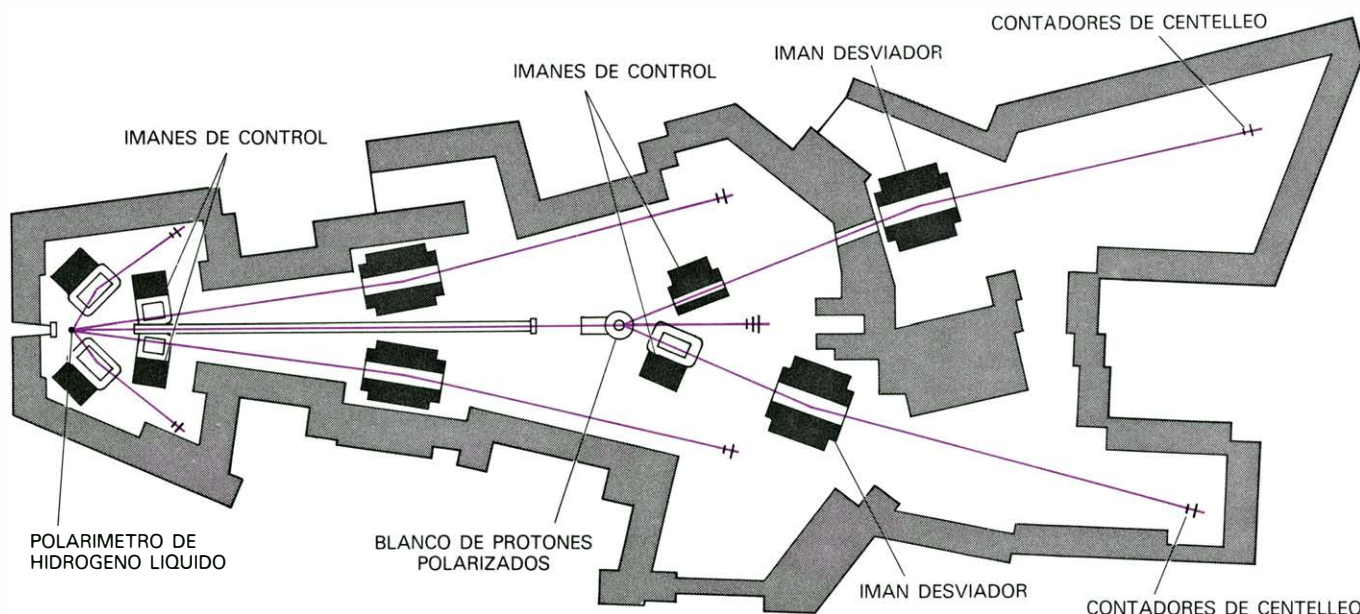 CONTADORES DE CENTELLEO
IMAN DESVIADOR
IMANES DE CONTROL
IMANES DE CONTROL
POLARIMETRO DE
HIDROGENO LIQUIDO
BLANCO DE PROTONES
POLARIZADOS
IMAN DESVIADOR
CONTADORES DE CENTELLEO